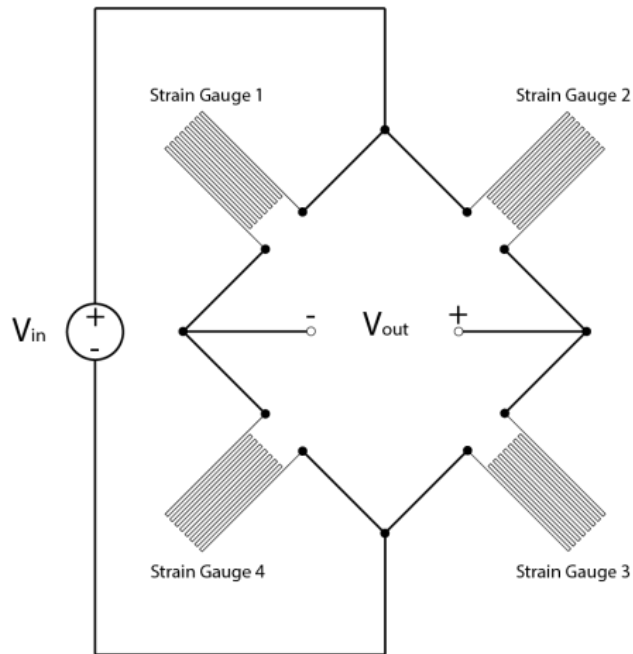 Strain Gauge 1
Strain Gauge 2
+
-
Vin
- Vout +
Strain Gauge 4
Strain Gauge 3